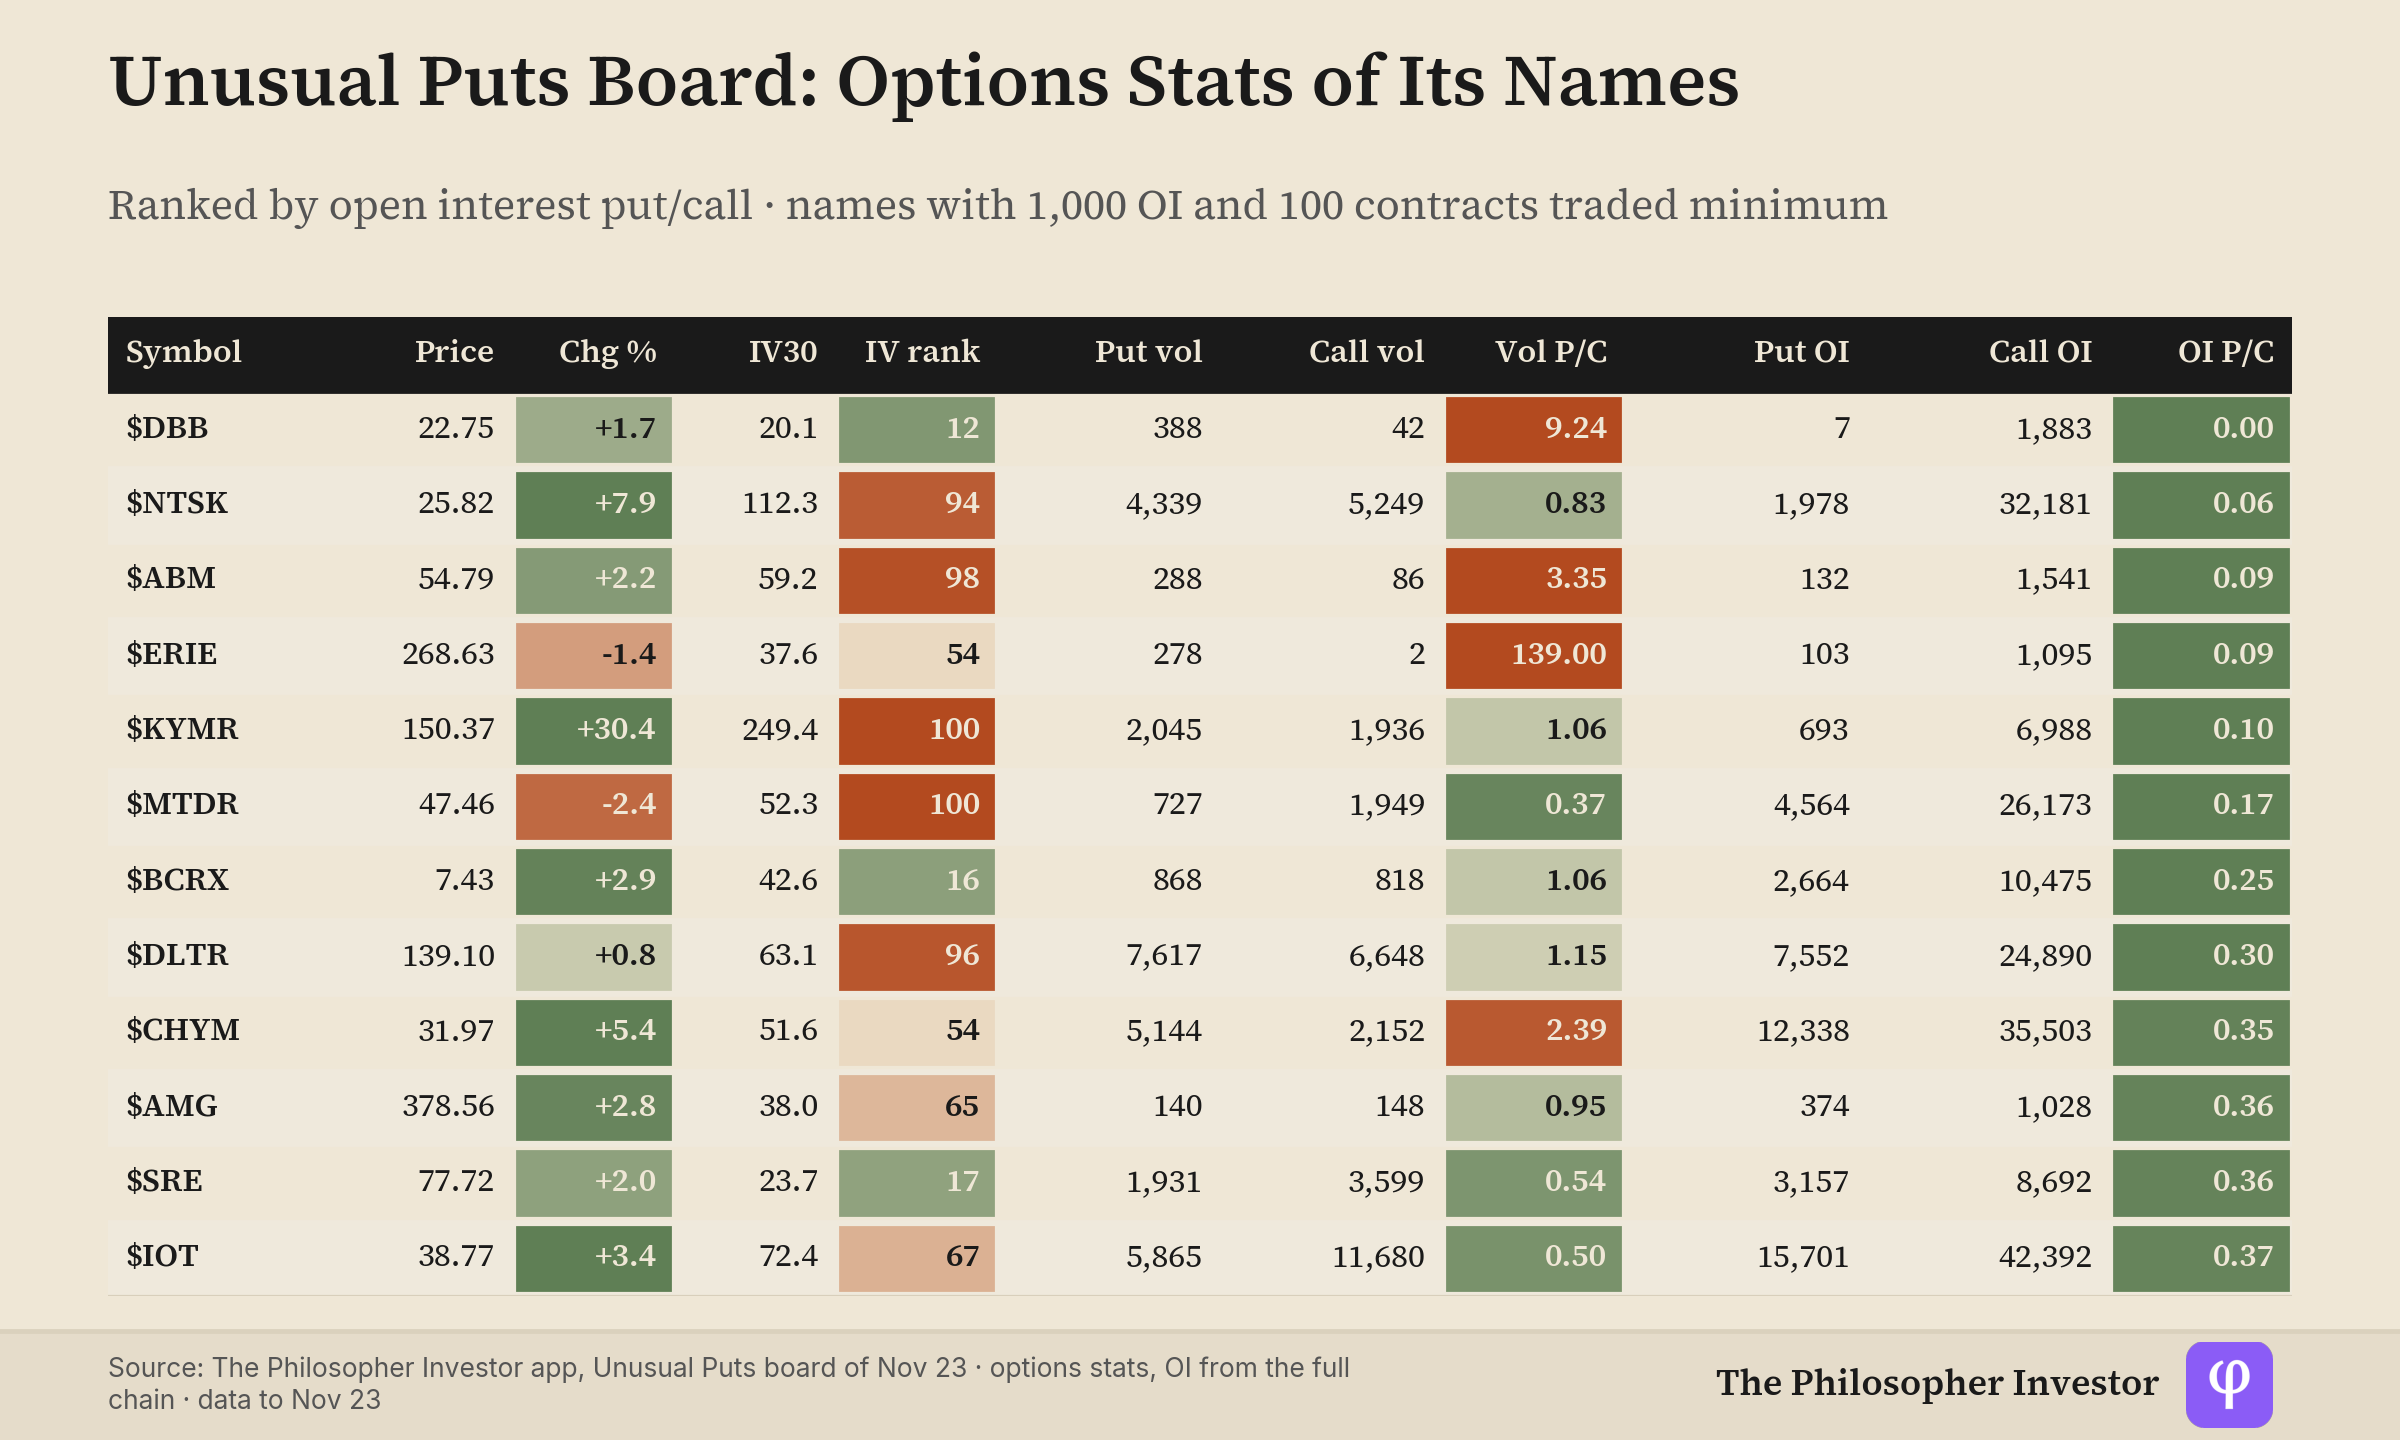 Unusual Puts Board: Options Stats of Its Names
Ranked by open interest put/call · names with 1,000 OI and 100 contracts traded minimum
Symbol Price Chg % IV30 IV rank Put vol Call vol Vol P/C Put OI Call OI OI P/C
$DBB 22.75 +1.7 20.1 12 388 42 9.24 7 1,883 0.00
$NTSK 25.82 +7.9 112.3 94 4,339 5,249 0.83 1,978 32,181 0.06
$ABM 54.79 +2.2 59.2 98 288 86 3.35 132 1,541 0.09
$ERIE 268.63 -1.4 37.6 54 278 2 139.00 103 1,095 0.09
$KYMR 150.37 +30.4 249.4 100 2,045 1,936 1.06 693 6,988 0.10
$MTDR 47.46 -2.4 52.3 100 727 1,949 0.37 4,564 26,173 0.17
$BCRX 7.43 +2.9 42.6 16 868 818 1.06 2,664 10,475 0.25
$DLTR 139.10 +0.8 63.1 96 7,617 6,648 1.15 7,552 24,890 0.30
$CHYM 31.97 +5.4 51.6 54 5,144 2,152 2.39 12,338 35,503 0.35
$AMG 378.56 +2.8 38.0 65 140 148 0.95 374 1,028 0.36
$SRE 77.72 +2.0 23.7 17 1,931 3,599 0.54 3,157 8,692 0.36
$IOT 38.77 +3.4 72.4 67 5,865 11,680 0.50 15,701 42,392 0.37
Source: The Philosopher Investor app, Unusual Puts board of Nov 23 · options stats, OI from the full
chain · data to Nov 23
The Philosopher Investor φ